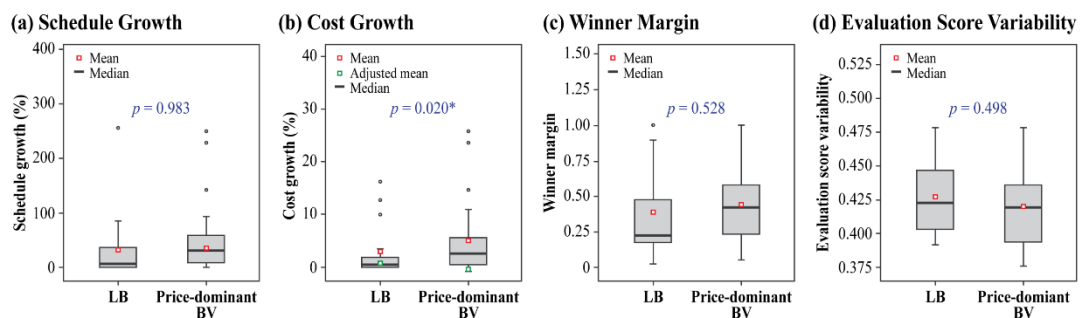 (a) Schedule Growth
Schedule growth (%)
400
300
200
100
0
Mean
Median
p = 0.983
LB
Price-dominant
BV
(b) Cost Growth
Cost growth (%)
40
30
20
10
0
Mean
Adjusted mean
Median
p = 0.020*
LB
Price-dominant
BV
(c) Winner Margin
Winner margin
1.50
1.25
1.00
0.75
0.50
0.25
0
Mean
Median
p = 0.528
LB
Price-dominant
BV
(d) Evaluation Score Variability
Evaluation score variability
0.525
0.500
0.475
0.450
0.425
0.400
0.375
Mean
Median
p = 0.498
LB
Price-domiant
BV